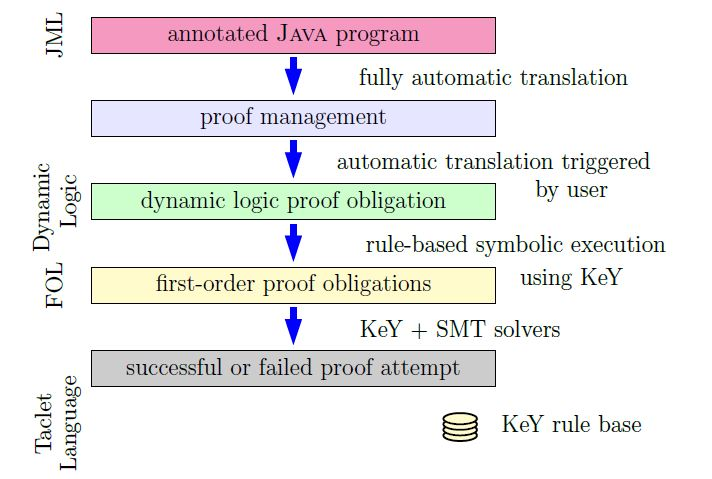 JML
annotated JAVA program
fully automatic translation
proof management
automatic translation triggered
by user
Dynamic
Logic
dynamic logic proof obligation
rule-based symbolic execution
using KeY
FOL
first-order proof obligations
KeY + SMT solvers
successful or failed proof attempt
Taclet
Language
KeY rule base